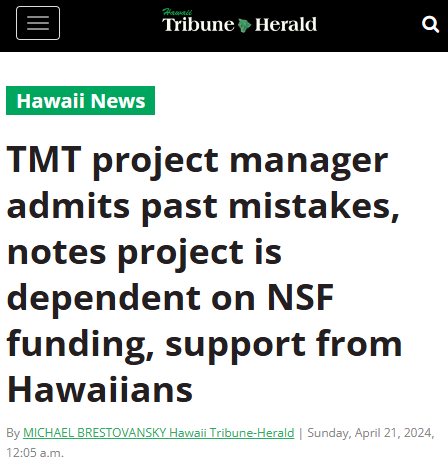 Hawaii
Tribune Herald
Hawaii News
TMT project manager
admits past mistakes,
notes project is
dependent on NSF
funding, support from
Hawaiians
By MICHAEL BRESTOVANSKY Hawaii Tribune-Herald | Sunday, April 21, 2024,
12:05 a.m.